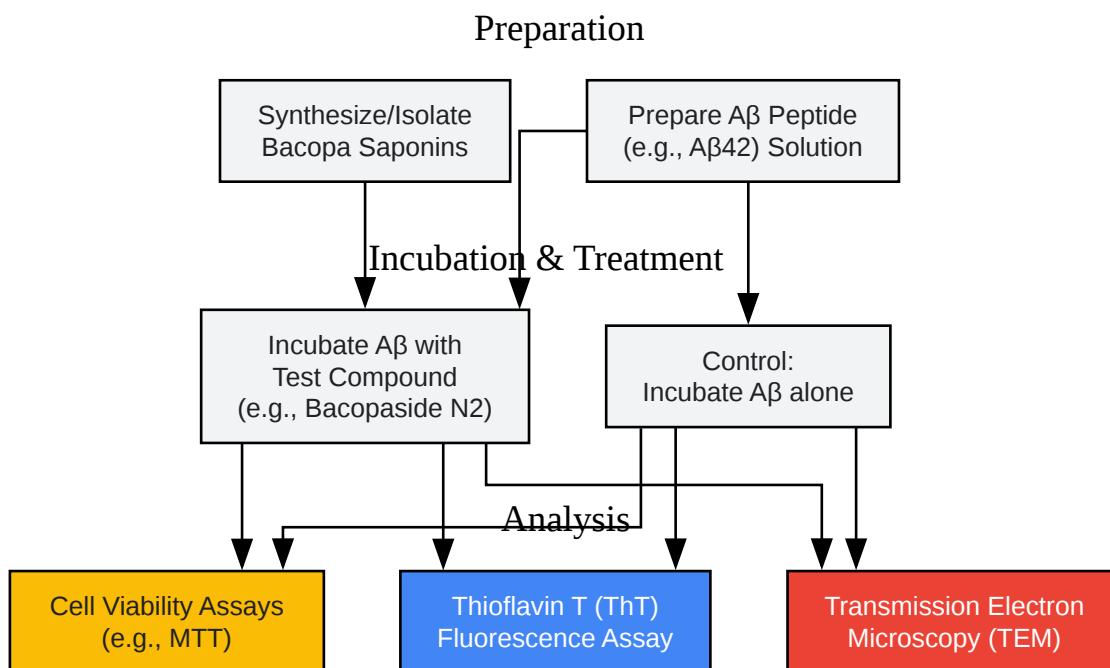 Preparation
Synthesize/Isolate
Bacopa Saponins
Prepare Aβ Peptide
(e.g., Aβ42) Solution
Incubation & Treatment
Incubate Aβ with
Test Compound
(e.g., Bacopaside N2)
Control:
Incubate Aβ alone
Analysis
Cell Viability Assays
(e.g., MTT)
Thioflavin T (ThT)
Fluorescence Assay
Transmission Electron
Microscopy (TEM)